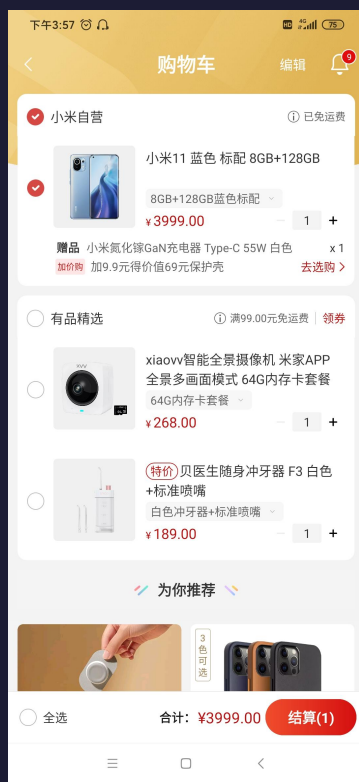 下午3:57
HD 4G 75
购物车
编辑
9
小米自营
已免运费
小米11 蓝色 标配 8GB+128GB
8GB+128GB蓝色标配
¥3999.00
1 +
赠品 小米氮化镓GaN充电器 Type-C 55W 白色 x 1
加价购 加9.9元得价值69元保护壳 去选购 >
有品精选
满99.00元免运费 领券
xiaovv智能全景摄像机 米家APP
全景多画面模式 64G内存卡套餐
64G内存卡套餐
¥268.00
- 1 +
特价 贝医生随身冲牙器 F3 白色
+标准喷嘴
白色冲牙器+标准喷嘴
¥189.00
- 1 +
为你推荐
3色可选
全选
合计: ¥3999.00
结算(1)